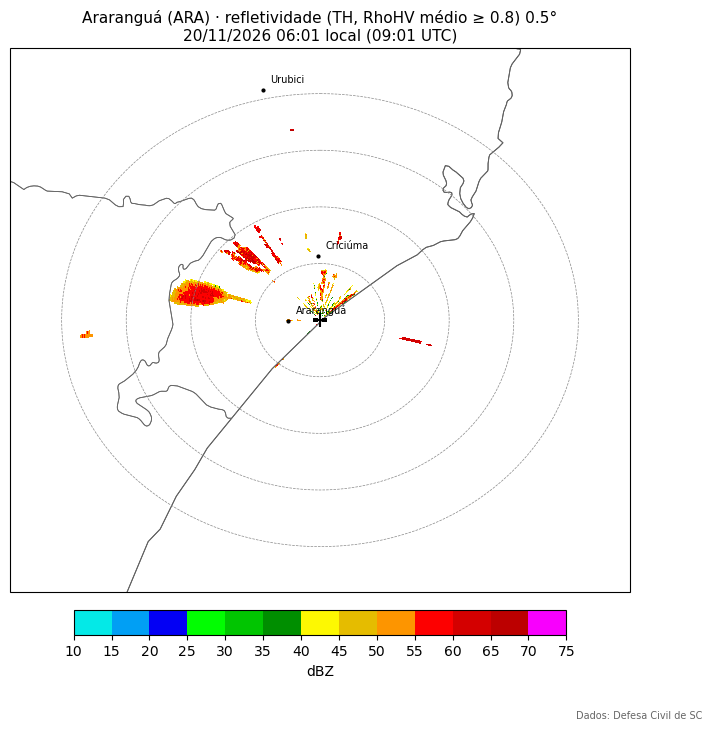 Araranguá (ARA) · refletividade (TH, RhoHV médio ≥ 0.8) 0.5°
20/11/2026 06:01 local (09:01 UTC)
Urubici
Criciúma
Araranguá
10 15 20 25 30 35 40 45 50 55 60 65 70 75
dBZ
Dados: Defesa Civil de SC